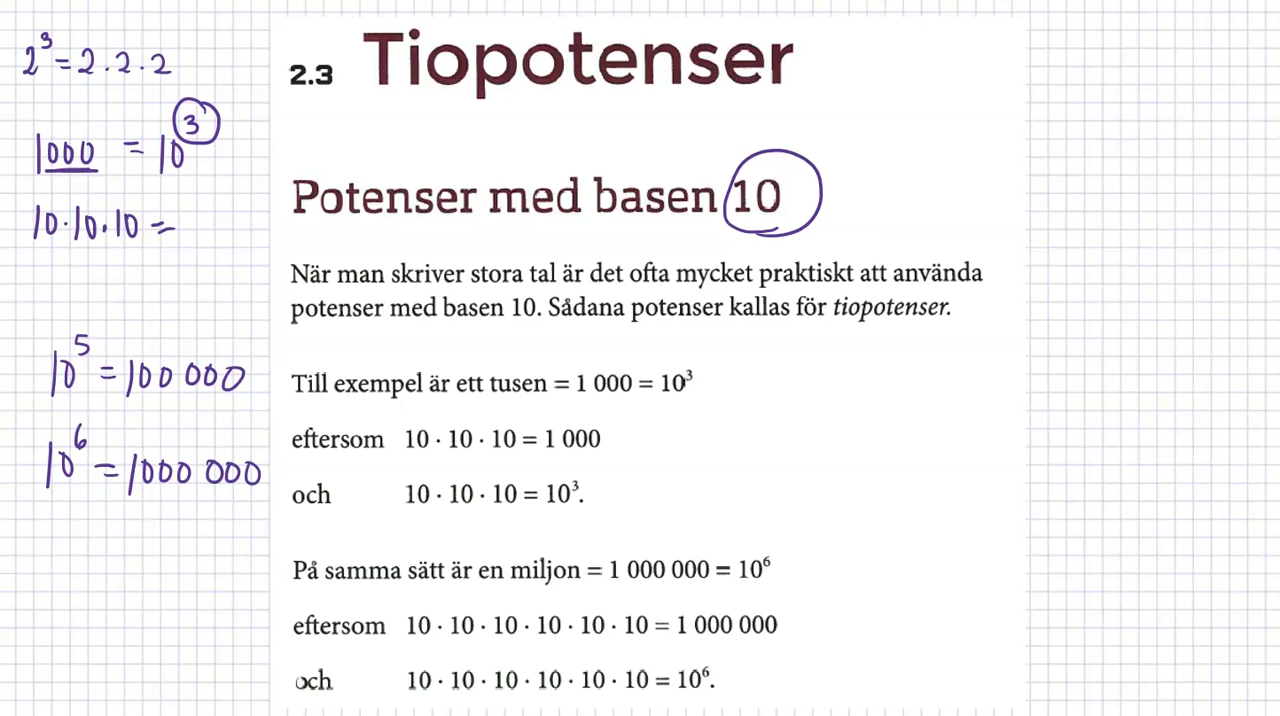 2³ = 2 · 2 · 2
1000 = 10³
10 · 10 · 10 =
10⁵ = 100 000
10⁶ = 1000 000
2.3 Tiopotenser
Potenser med basen 10
När man skriver stora tal är det ofta mycket praktiskt att använda
potenser med basen 10. Sådana potenser kallas för tiopotenser.
Till exempel är ett tusen = 1 000 = 10³
eftersom 10 · 10 · 10 = 1 000
och 10 · 10 · 10 = 10³.
På samma sätt är en miljon = 1 000 000 = 10⁶
eftersom 10 · 10 · 10 · 10 · 10 · 10 = 1 000 000
och 10 · 10 · 10 · 10 · 10 · 10 = 10⁶.